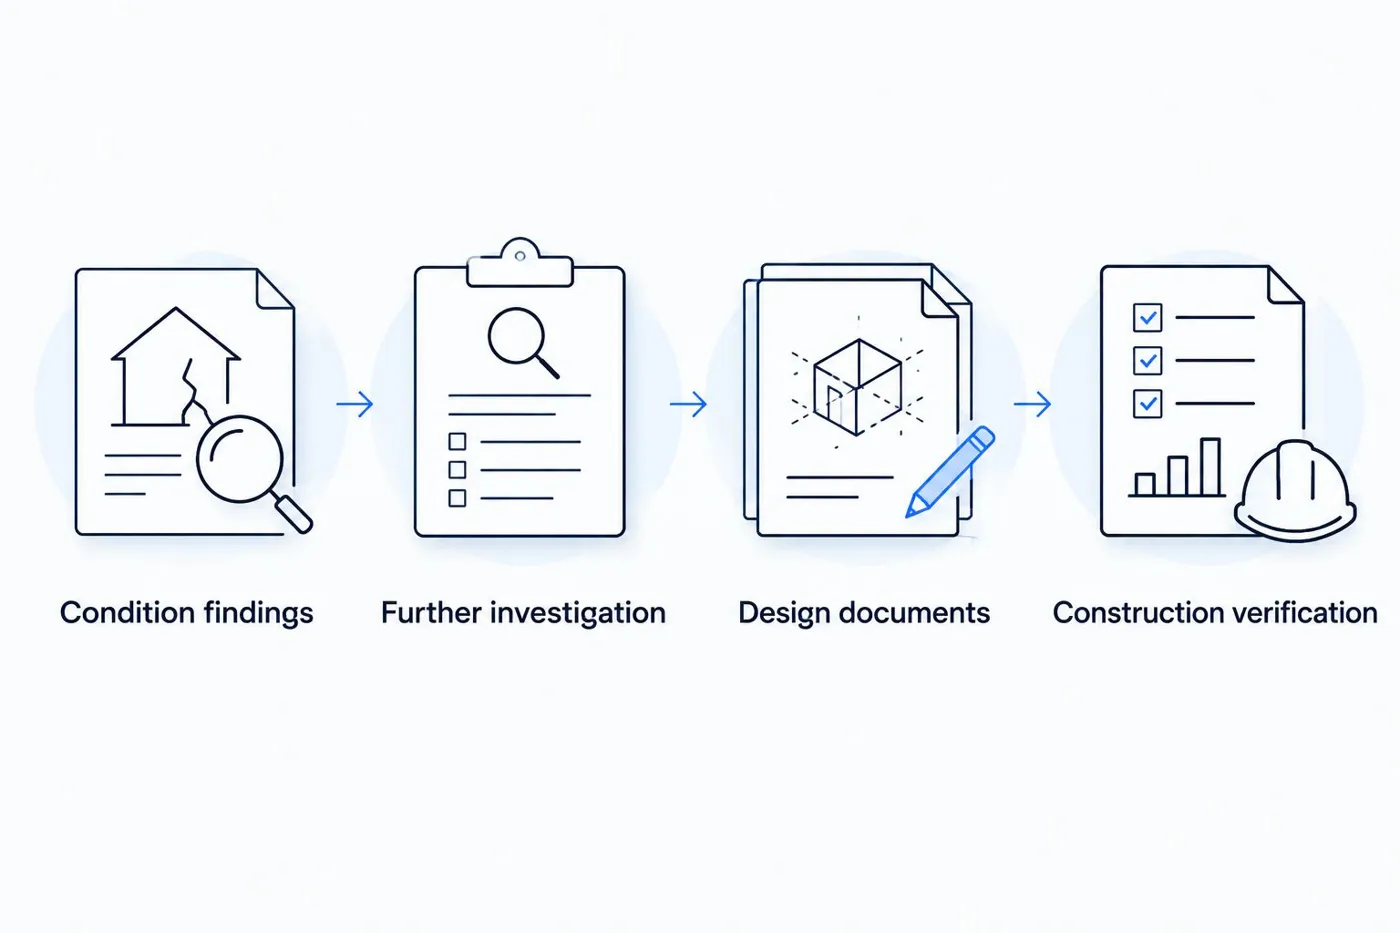 Condition findings
Further investigation
Design documents
Construction verification